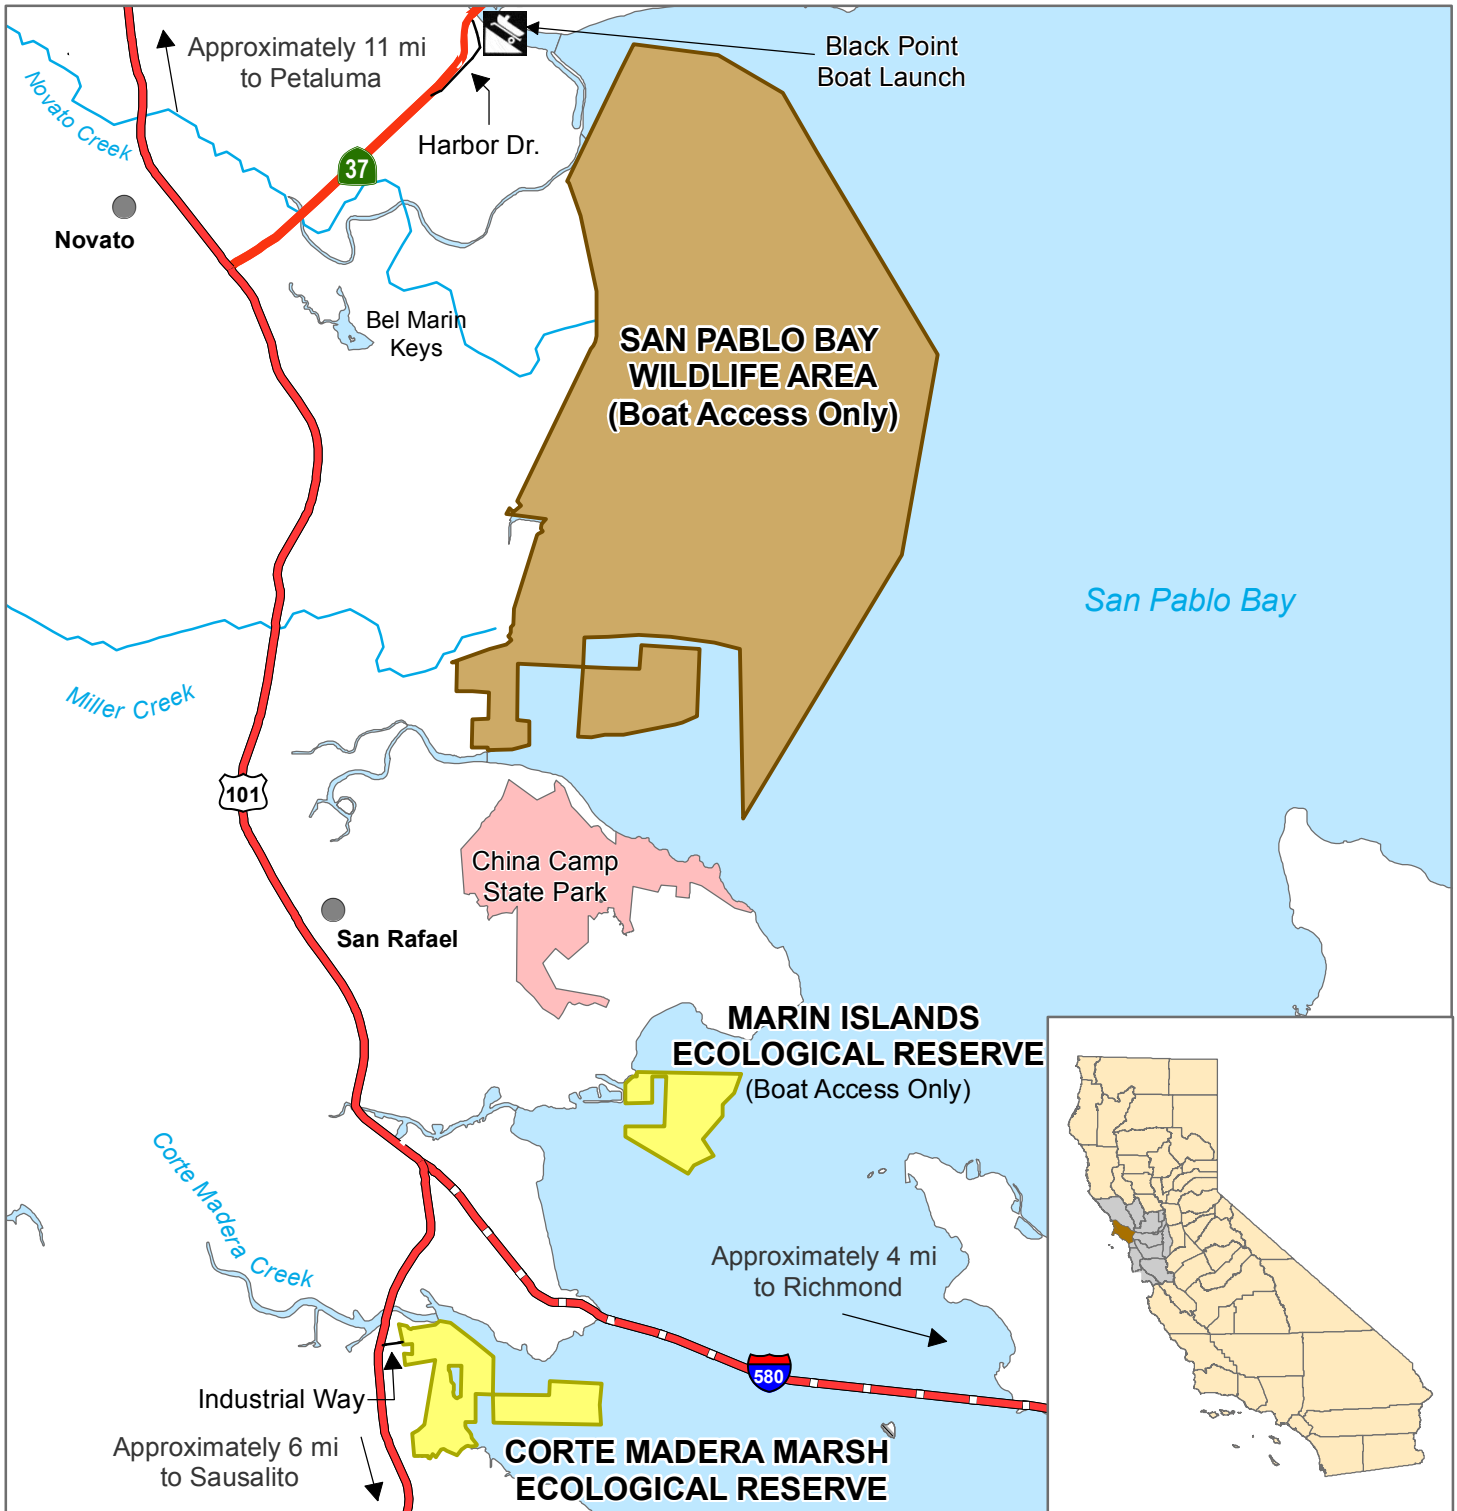 Approximately 11 mi
to Petaluma
Black Point
Boat Launch
Novato Creek
Harbor Dr.
37
Novato
Bel Marin
Keys
SAN PABLO BAY
WILDLIFE AREA
(Boat Access Only)
San Pablo Bay
Miller Creek
101
China Camp
State Park
San Rafael
MARIN ISLANDS
ECOLOGICAL RESERVE
(Boat Access Only)
Corte Madera Creek
Approximately 4 mi
to Richmond
580
Industrial Way
Approximately 6 mi
to Sausalito
CORTE MADERA MARSH
ECOLOGICAL RESERVE